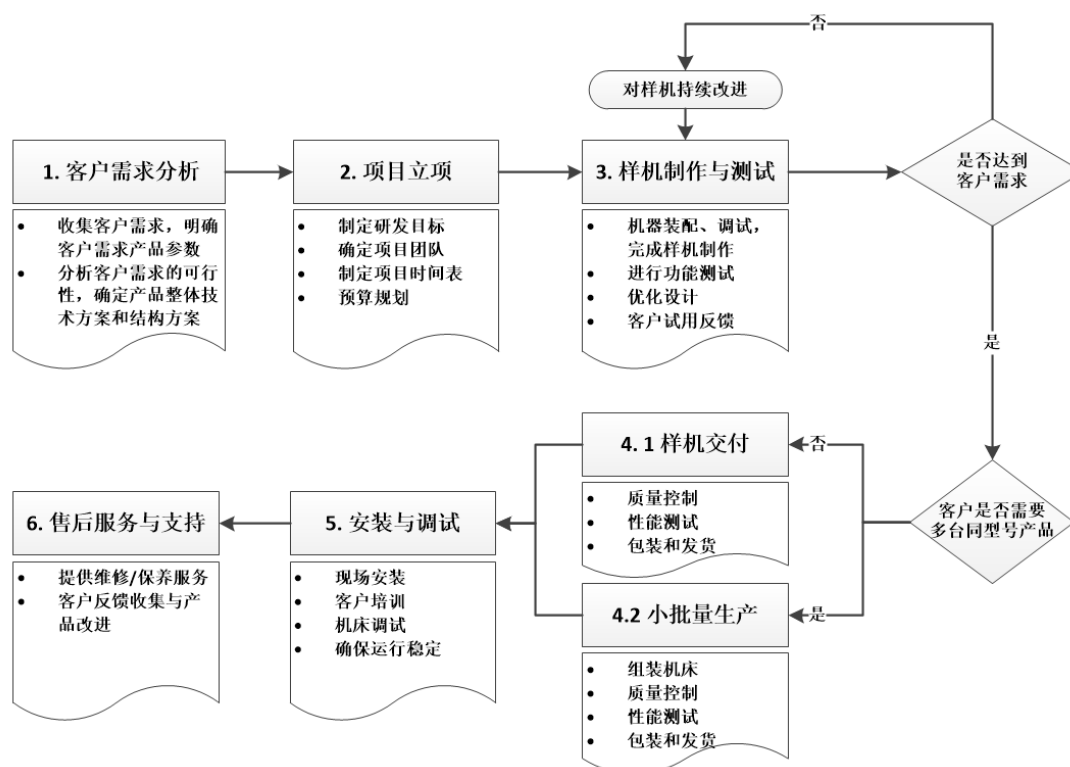 否
对样机持续改进
1. 客户需求分析
2. 项目立项
3. 样机制作与测试
是否达到
客户需求
• 收集客户需求，明确
客户需求产品参数
• 分析客户需求的可行
性，确定产品整体技
术方案和结构方案
• 制定研发目标
• 确定项目团队
• 制定项目时间表
• 预算规划
• 机器装配、调试，
完成样机制作
• 进行功能测试
• 优化设计
• 客户试用反馈
是
4. 1 样机交付
否
• 质量控制
• 性能测试
• 包装和发货
客户是否需要
多台同型号产品
6. 售后服务与支持
5. 安装与调试
• 提供维修/保养服务
• 客户反馈收集与产
品改进
• 现场安装
• 客户培训
• 机床调试
• 确保运行稳定
4.2 小批量生产
是
• 组装机床
• 质量控制
• 性能测试
• 包装和发货